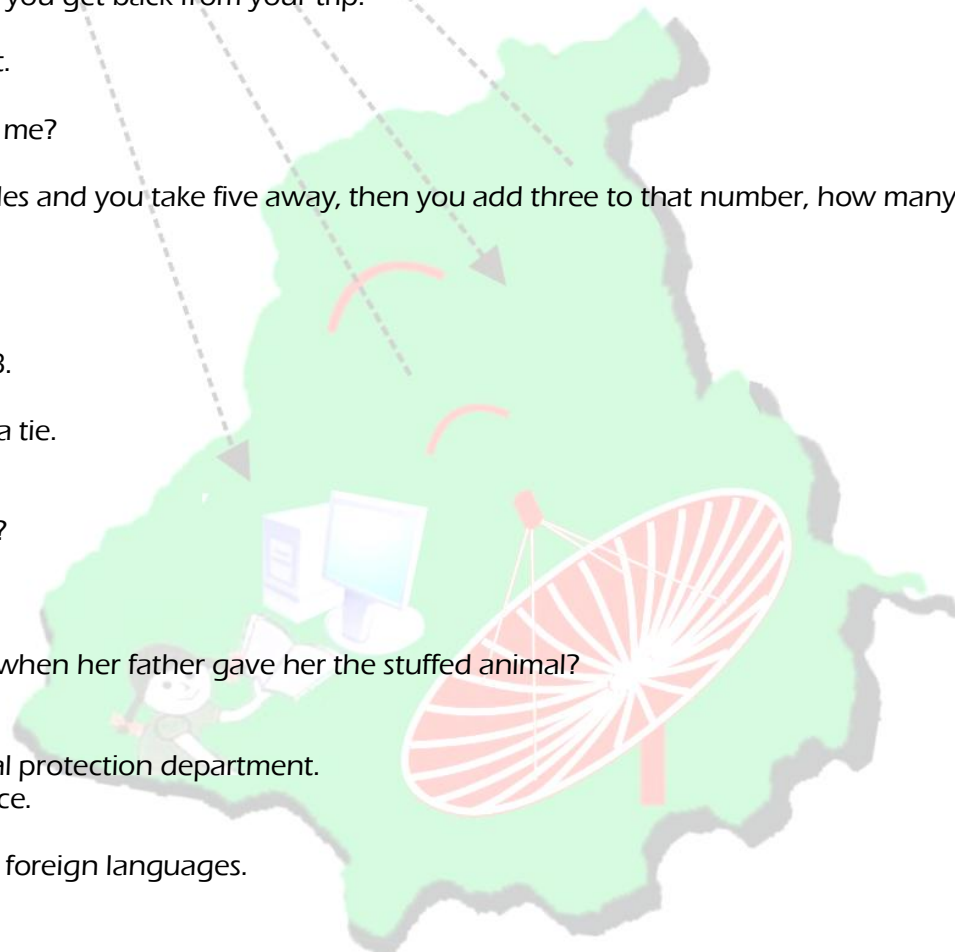 you get back from your trip.
t.
me?
les and you take five away, then you add three to that number, how many
3.
a tie.
?
when her father gave her the stuffed animal?
al protection department.
ce.
foreign languages.